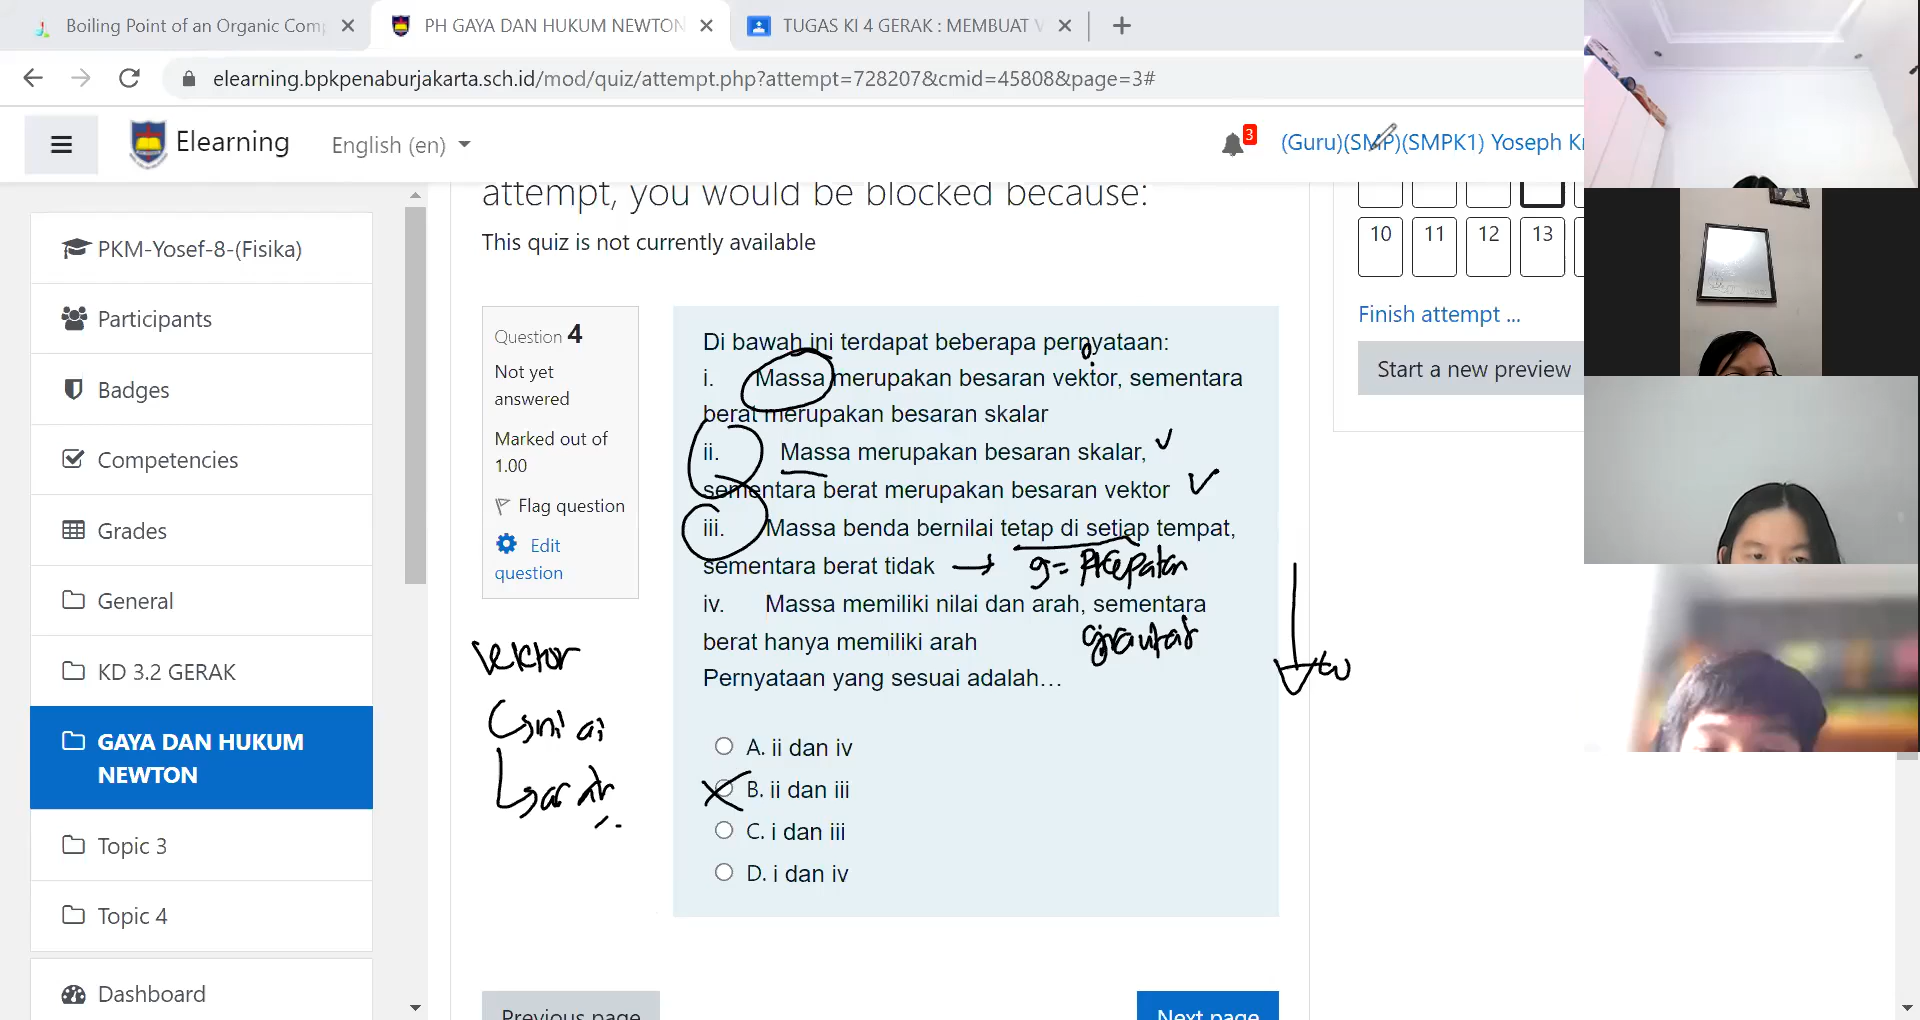 Boiling Point of an Organic Com
PH GAYA DAN HUKUM NEWTON
TUGAS KI 4 GERAK : MEMBUAT V
elearning.bpkpenaburjakarta.sch.id/mod/quiz/attempt.php?attempt=728207&cmid=45808&page=3#
Elearning
English (en)
3
(Guru)(SMP)(SMPK1) Yoseph Kr
PKM-Yosef-8-(Fisika)
Participants
Badges
Competencies
Grades
General
KD 3.2 GERAK
GAYA DAN HUKUM
NEWTON
Topic 3
Topic 4
Dashboard
attempt, you would be blocked because:
This quiz is not currently available
Question 4
Not yet
answered
Marked out of
1.00
Flag question
Edit
question
Di bawah ini terdapat beberapa pernyataan:
i. Massa merupakan besaran vektor, sementara
berat merupakan besaran skalar
ii. Massa merupakan besaran skalar,
sementara berat merupakan besaran vektor
iii. Massa benda bernilai tetap di setiap tempat,
sementara berat tidak
iv. Massa memiliki nilai dan arah, sementara
berat hanya memiliki arah
Pernyataan yang sesuai adalah…
A. ii dan iv
B. ii dan iii
C. i dan iii
D. i dan iv
g =
w
vektor
nilai
arah
Previous page
Next page
10 11 12 13
Finish attempt ...
Start a new preview